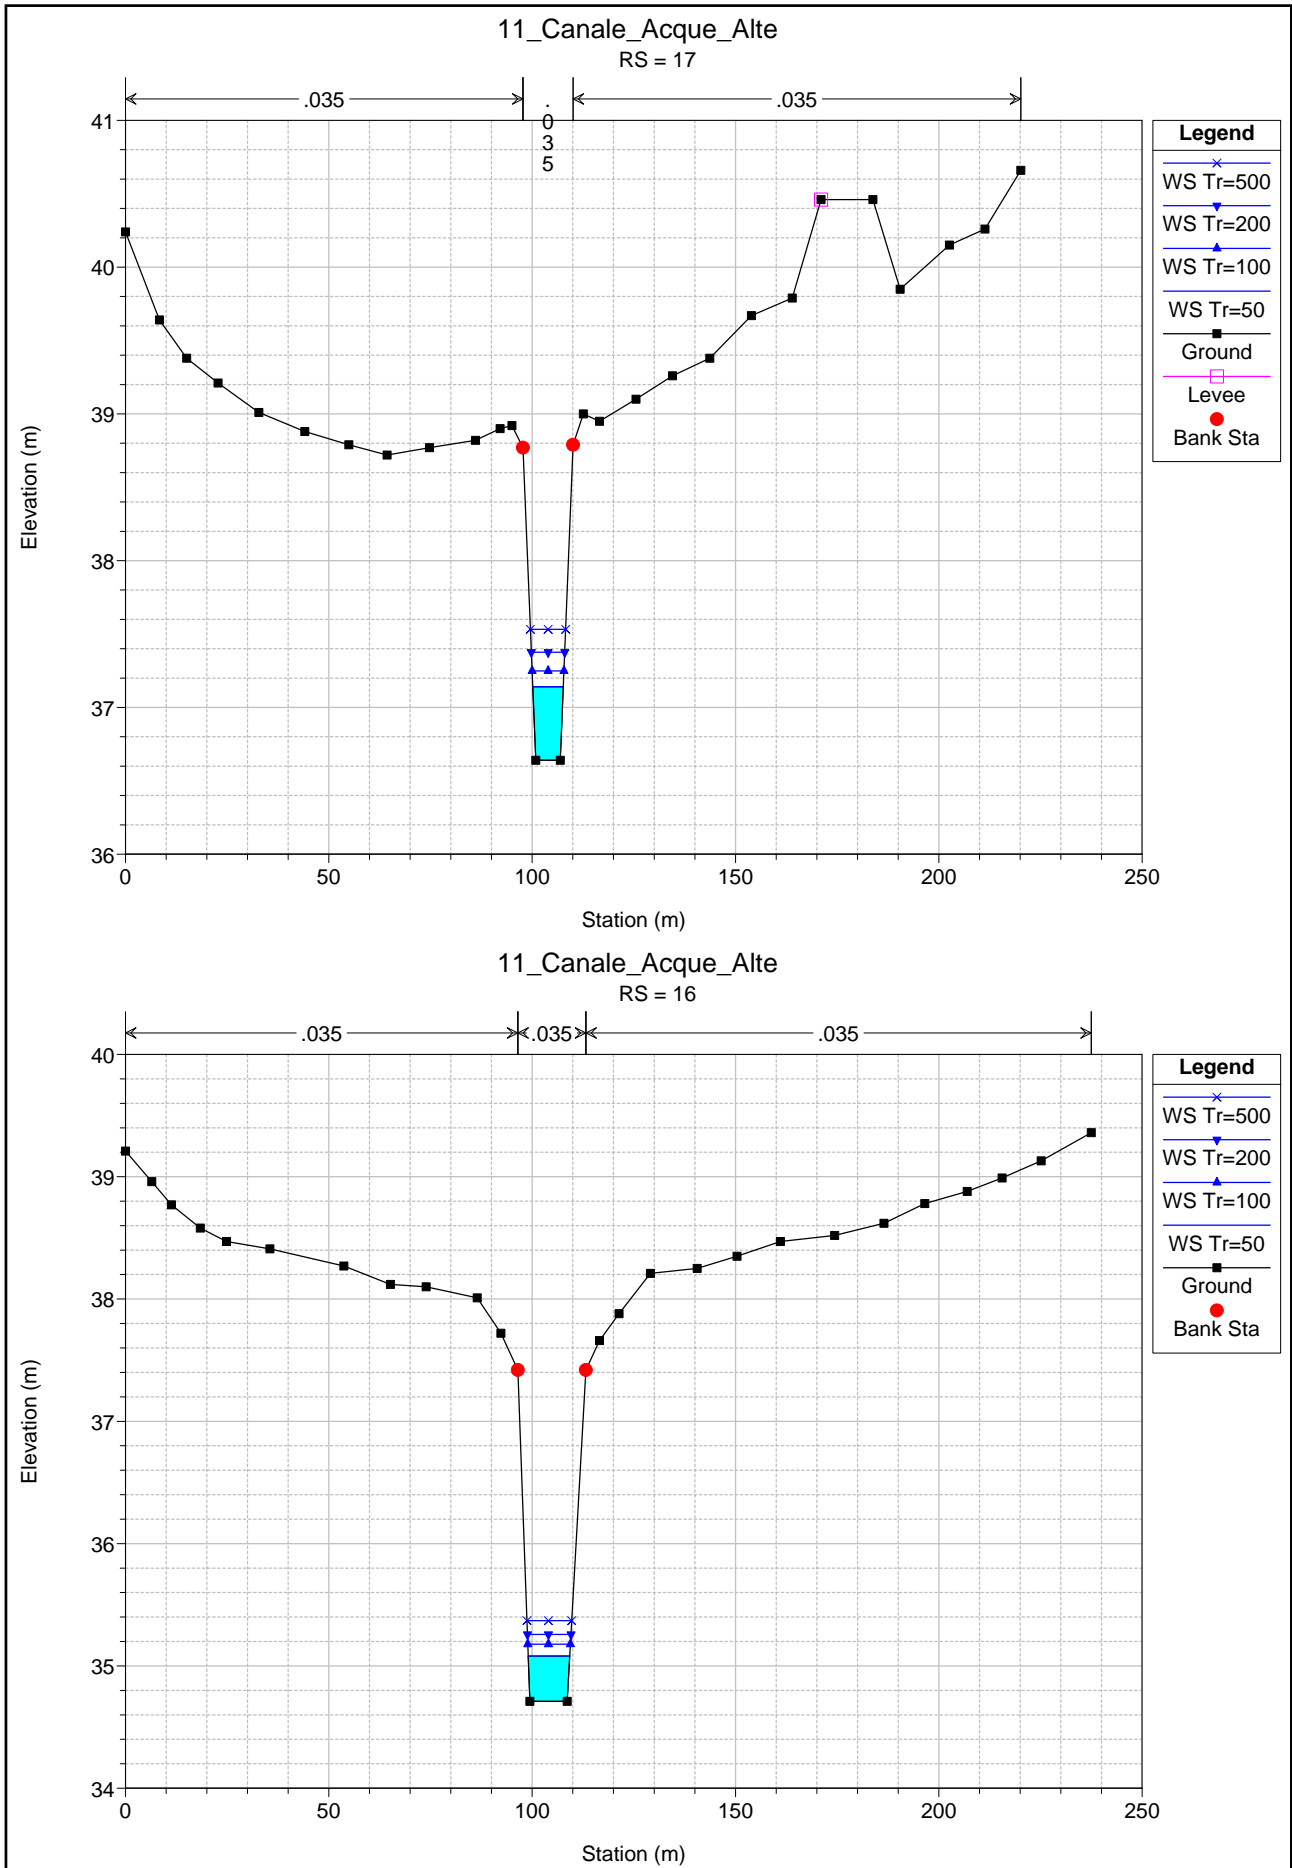 11_Canale_Acque_Alte
RS = 17
.035
.035
.035
41
40
39
38
37
36
Elevation (m)
0
50
100
150
200
250
Station (m)
Legend
WS Tr=500
WS Tr=200
WS Tr=100
WS Tr=50
Ground
Levee
Bank Sta
11_Canale_Acque_Alte
RS = 16
.035
.035
.035
40
39
38
37
36
35
34
Elevation (m)
0
50
100
150
200
250
Station (m)
Legend
WS Tr=500
WS Tr=200
WS Tr=100
WS Tr=50
Ground
Bank Sta